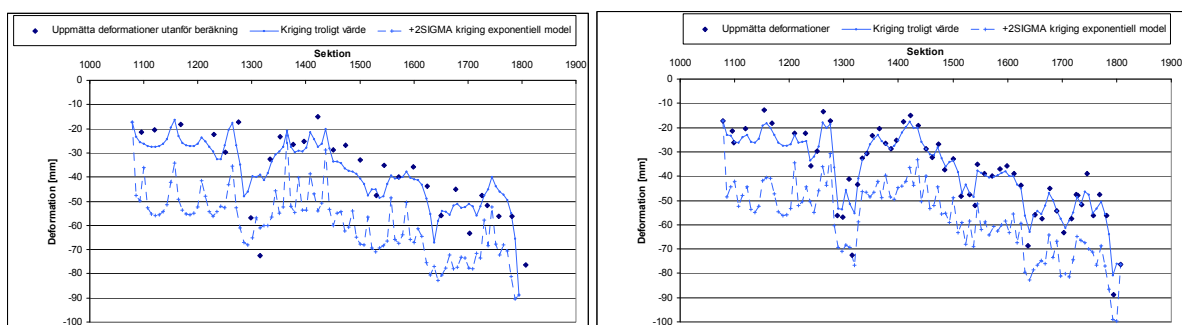 Uppmätta deformationer utanför beräkning Kriging troligt värde +2SIGMA kriging exponentiell model
Sektion
1000 1100 1200 1300 1400 1500 1600 1700 1800 1900
0
-10
-20
-30
-40
-50
-60
-70
-80
-90
-100
Deformation [mm]
Uppmätta deformationer Kriging troligt värde +2SIGMA kriging exponentiell model
Sektion
1000 1100 1200 1300 1400 1500 1600 1700 1800 1900
0
-10
-20
-30
-40
-50
-60
-70
-80
-90
-100
Deformation [mm]